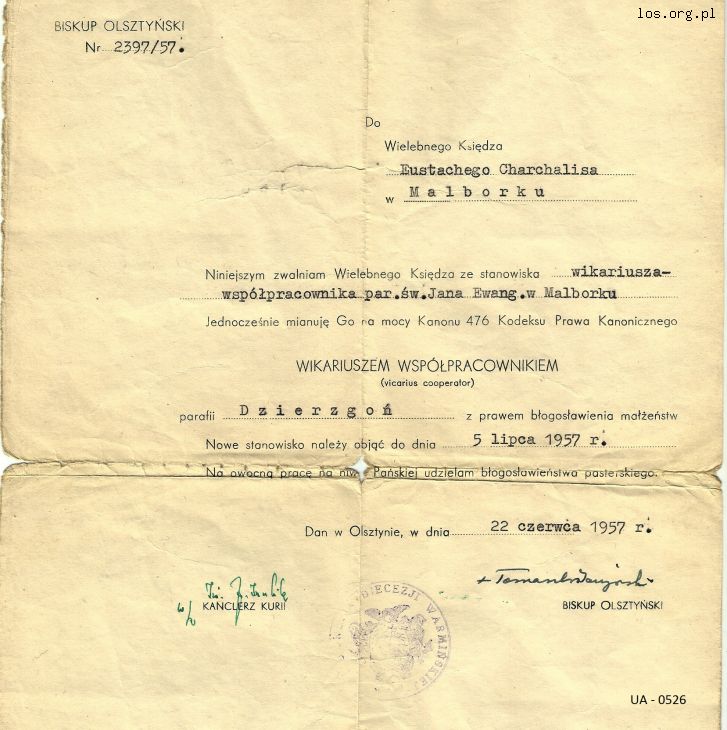 los.org.pl
BISKUP OLSZTYŃSKI
Nr 2397/57.
Do
Wielebnego Księdza
Eustachego Charchalisa
w Malborku
Niniejszym zwalniam Wielebnego Księdza ze stanowiska wikariusza-
współpracownika par.św.Jana Ewang.w Malborku
Jednocześnie mianuję Go na mocy Kanonu 476 Kodeksu Prawa Kanonicznego
WIKARIUSZEM WSPÓŁPRACOWNIKIEM
(vicarius cooperator)
parafii Dzierzgoń z prawem błogosławienia małżeństw
Nowe stanowisko należy objąć do dnia 5 lipca 1957 r.
Na owocną pracę na niwie Pańskiej udzielam błogosławieństwa pasterskiego.
Dan w Olsztynie, w dnia 22 czerwca 1957 r.
KANCLERZ KURII
BISKUP OLSZTYŃSKI
DIECEZJI WARMIŃSKIEJ
UA - 0526